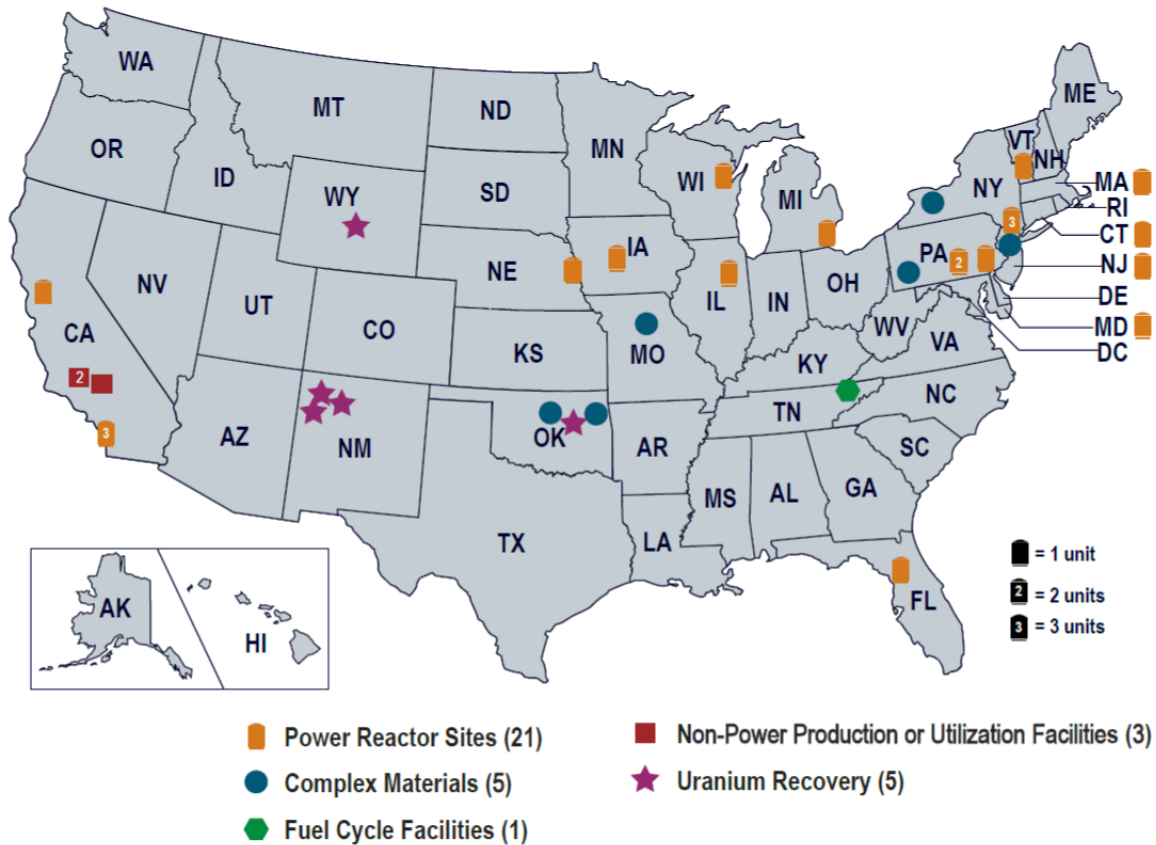 WA
MT
ND
MN
ME
OR
ID
SD
WI
VT
NH
WY
MI
NY
MA
RI
3
CT
NE
IA
PA
2
NJ
NV
UT
CO
IL
IN
OH
DE
CA
KS
MO
WV
VA
MD
DC
KY
2
NC
TN
3
AZ
NM
OK
AR
SC
MS
AL
GA
TX
LA
FL
= 1 unit
2 = 2 units
3 = 3 units
AK
HI
Power Reactor Sites (21)
Non-Power Production or Utilization Facilities (3)
Complex Materials (5)
Uranium Recovery (5)
Fuel Cycle Facilities (1)